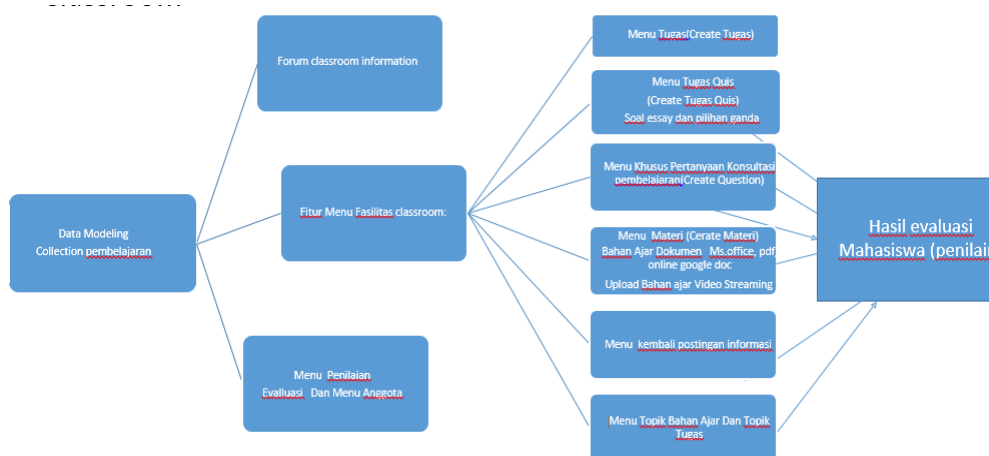 Forum classroom information
Data Modeling
Collection pembelajaran
Fitur Menu Fasilitas classroom:
Menu Penilaian
Evalluasi Dan Menu Anggota
Menu Tugas(Create Tugas)
Menu Tugas Quis
(Create Tugas Quis)
Soal essay dan pilihan ganda
Menu Khusus Pertanyaan Konsultasi
pembelajaran(Create Question)
Menu Materi (Cerate Materi)
Bahan Ajar Dokumen Ms.office, pdf,
online google doc
Upload Bahan ajar Video Streaming
Menu kembali postingan informasi
Menu Topik Bahan Ajar Dan Topik
Tugas
Hasil evaluasi
Mahasiswa (penilai